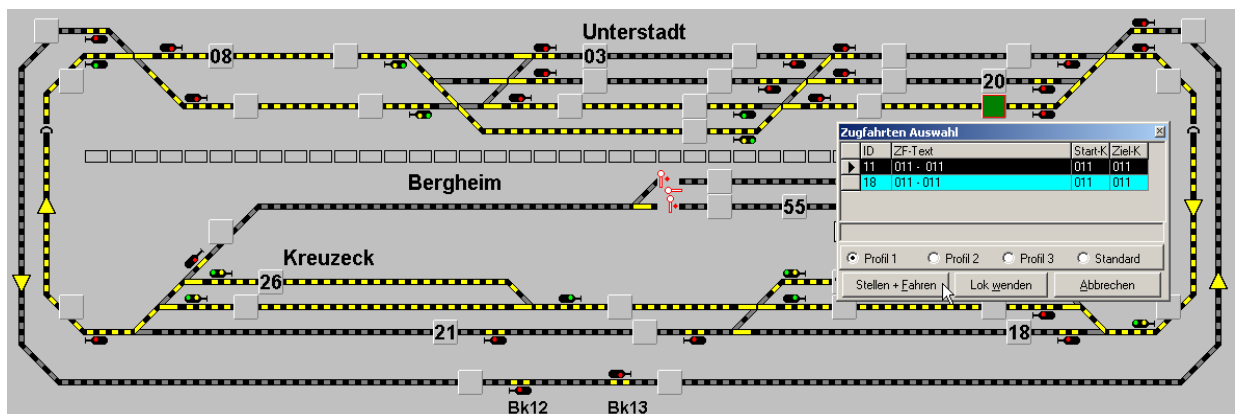 Unterstadt
08
03
20
Zugfahrten Auswahl
ID ZF-Text Start-K Ziel-K
11 011 - 011 011 011
18 011 - 011 011 011
Bergheim
55
Kreuzeck
Profil 1 Profil 2 Profil 3 Standard
26
Stellen + Fahren Lok wenden Abbrechen
21
18
Bk12 Bk13